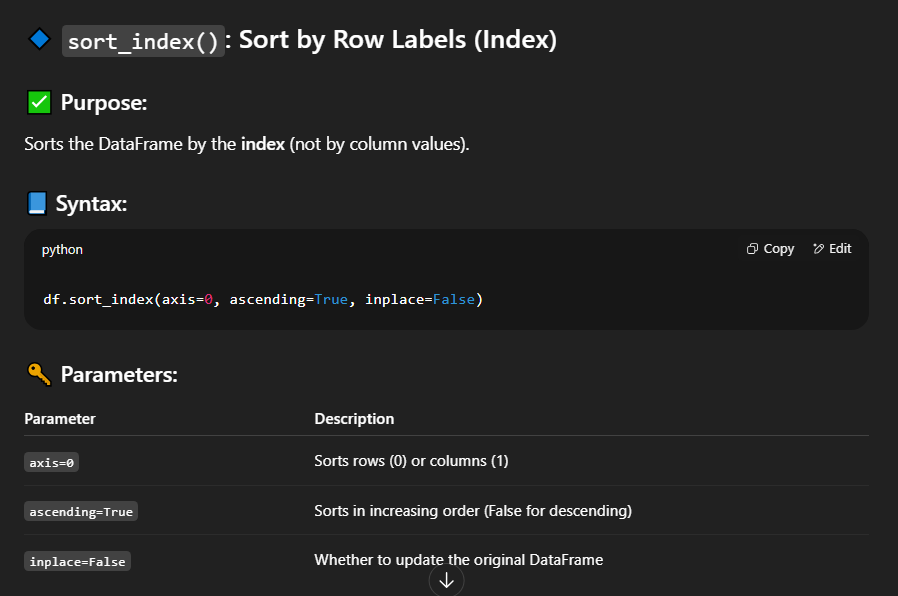 sort_index(): Sort by Row Labels (Index)
Purpose:
Sorts the DataFrame by the index (not by column values).
Syntax:
python Copy Edit
df.sort_index(axis=0, ascending=True, inplace=False)
Parameters:
Parameter Description
axis=0 Sorts rows (0) or columns (1)
ascending=True Sorts in increasing order (False for descending)
inplace=False Whether to update the original DataFrame